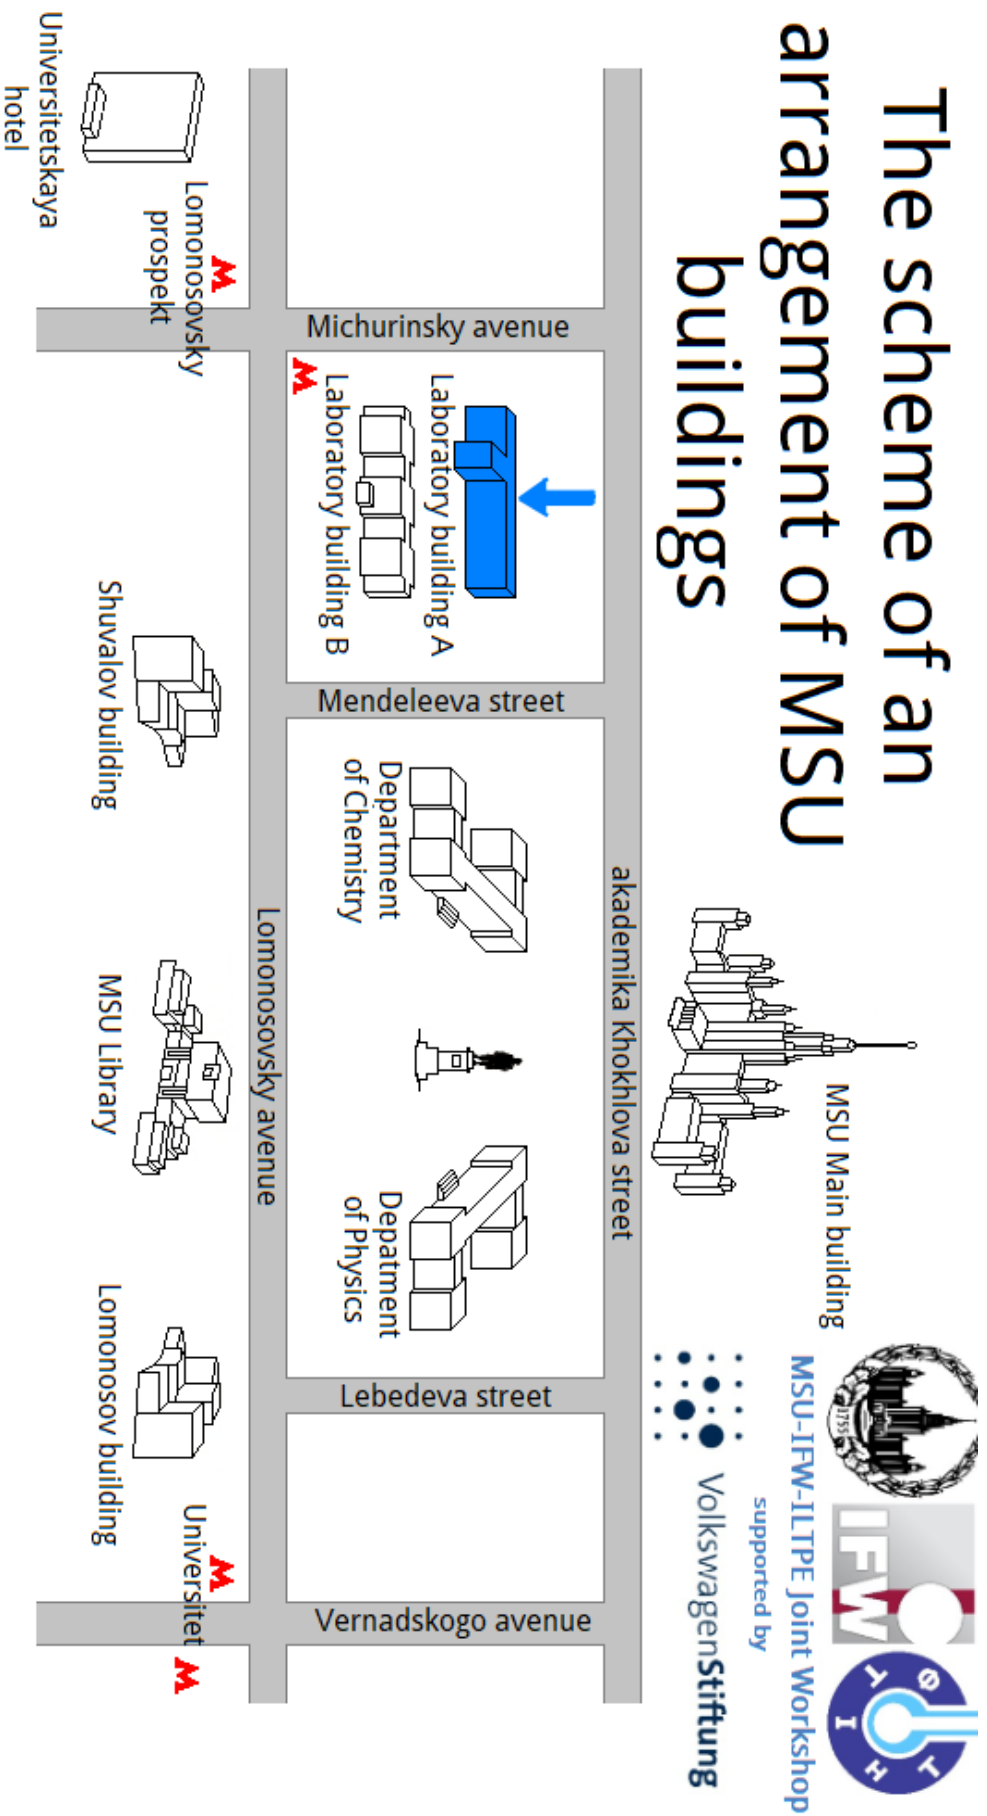 The scheme of an
arrangement of MSU
buildings
1755
IFW
ФТІНТ
MSU-IFW-ILTPE Joint Workshop
supported by
VolkswagenStiftung
MSU Main building
akademika Khokhlova street
Michurinsky avenue
Laboratory building A
Laboratory building B
Mendeleeva street
Department
of Chemistry
Depatment
of Physics
Lebedeva street
Vernadskogo avenue
Lomonosovsky avenue
M
Lomonosovsky
prospekt
M
Universitetskaya
hotel
Shuvalov building
MSU Library
Lomonosov building
M
Universitet
M